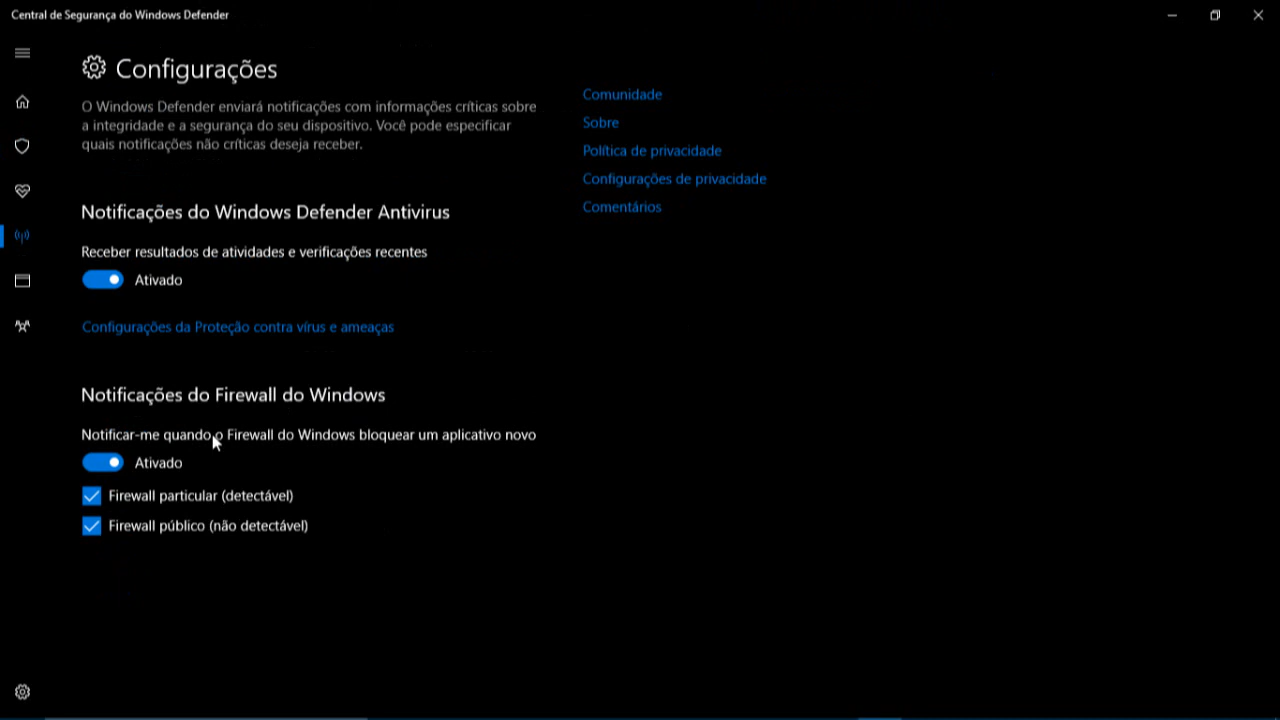 Central de Segurança do Windows Defender
Configurações
O Windows Defender enviará notificações com informações críticas sobre
a integridade e a segurança do seu dispositivo. Você pode especificar
quais notificações não críticas deseja receber.
Notificações do Windows Defender Antivirus
Receber resultados de atividades e verificações recentes
Ativado
Configurações da Proteção contra vírus e ameaças
Notificações do Firewall do Windows
Notificar-me quando o Firewall do Windows bloquear um aplicativo novo
Ativado
Firewall particular (detectável)
Firewall público (não detectável)
Comunidade
Sobre
Política de privacidade
Configurações de privacidade
Comentários